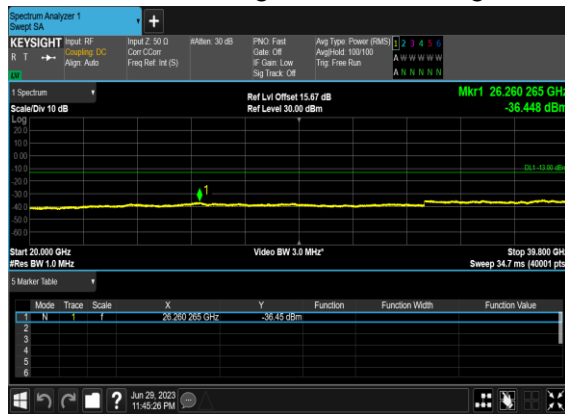 Spectrum Analyzer 1
Swept SA
KEYSIGHT Input: RF Input Z: 50 Ω #Atten: 30 dB PNO: Fast Avg Type: Power (RMS) 1 2 3 4 5 6
R T Coupling: DC Corr CCorr Gate: Off Avg|Hold: 100/100 A W W W W W
Align: Auto Freq Ref: Int (S) IF Gain: Low Trig: Free Run
LW Sig Track: Off A N N N N N
1 Spectrum Ref Lvl Offset 15.67 dB Mkr1 26.260 265 GHz
Scale/Div 10 dB Ref Level 30.00 dBm -36.448 dBm
Log
20.0
10.0
0.00
-10.0 DL1 -13.00 dBm
-20.0
-30.0 1
-40.0
-50.0
-60.0
Start 20.000 GHz Video BW 3.0 MHz* Stop 39.800 GHz
#Res BW 1.0 MHz Sweep 34.7 ms (40001 pts
5 Marker Table
Mode Trace Scale X Y Function Function Width Function Value
1 N 1 f 26.260 265 GHz -36.45 dBm
2
3
4
5
6
? Jun 29, 2023
11:45:26 PM